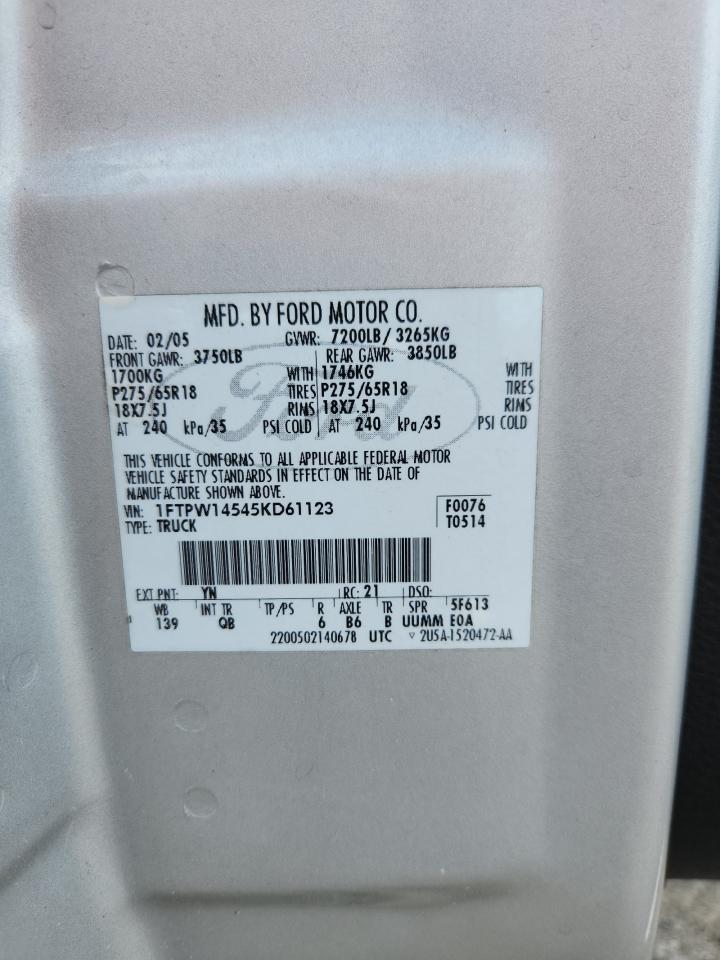 MFD. BY FORD MOTOR CO.
DATE: 02/05 GVWR: 7200LB/ 3265KG
FRONT GAWR: 3750LB REAR GAWR: 3850LB
1700KG WITH 1746KG WITH
P275/65R18 TIRES P275/65R18 TIRES
18X7.5J RIMS 18X7.5J RIMS
AT 240 kPa/35 PSI COLD AT 240 kPa/35 PSI COLD
Ford
THIS VEHICLE CONFORMS TO ALL APPLICABLE FEDERAL MOTOR
VEHICLE SAFETY STANDARDS IN EFFECT ON THE DATE OF
MANUFACTURE SHOWN ABOVE.
VIN: 1FTPW14545KD61123 F0076
TYPE: TRUCK T0514
EXT PNT: YN RC: 21 DSO:
WB INT TR TP/PS R AXLE TR SPR 5F613
139 QB 6 B6 B UUMM E0A
2200502140678 UTC ▽ 2U5A-1520472-AA